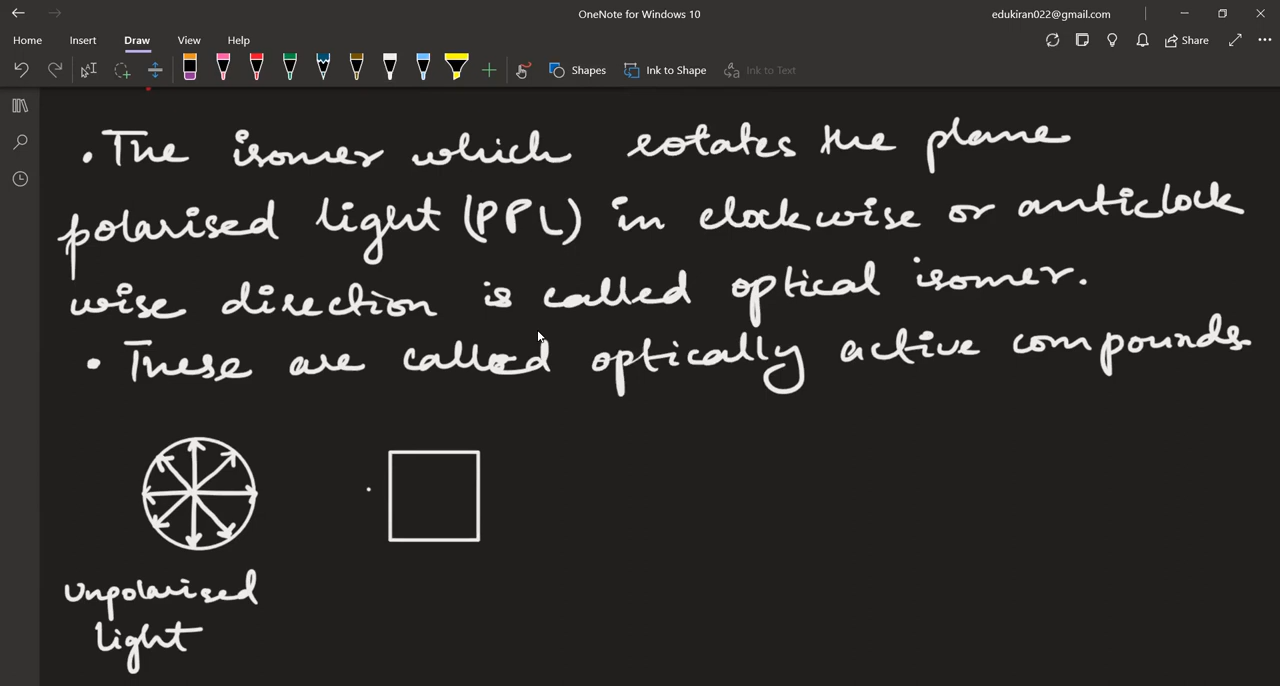 OneNote for Windows 10
edukiran022@gmail.com
Home Insert Draw View Help
Share
Shapes Ink to Shape Ink to Text
. The isomer which rotates the plane
polarised light (PPL) in clockwise or anticlock
wise direction is called optical isomer.
• These are called optically active compounds.
Unpolarised
light